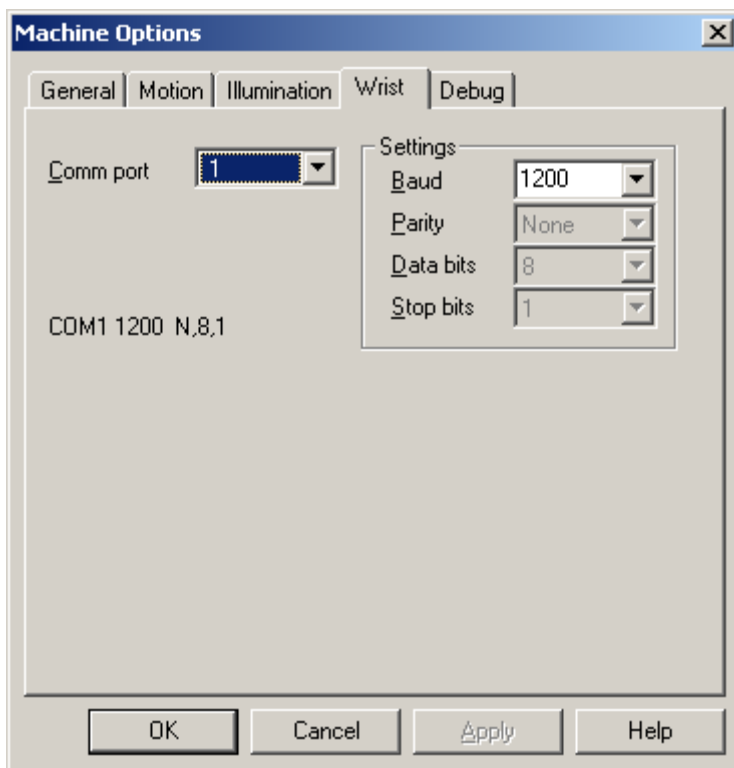 Machine Options
General Motion Illumination Wrist Debug
Comm port 1
Settings
Baud 1200
Parity None
Data bits 8
Stop bits 1
COM1 1200 N,8,1
OK Cancel Apply Help